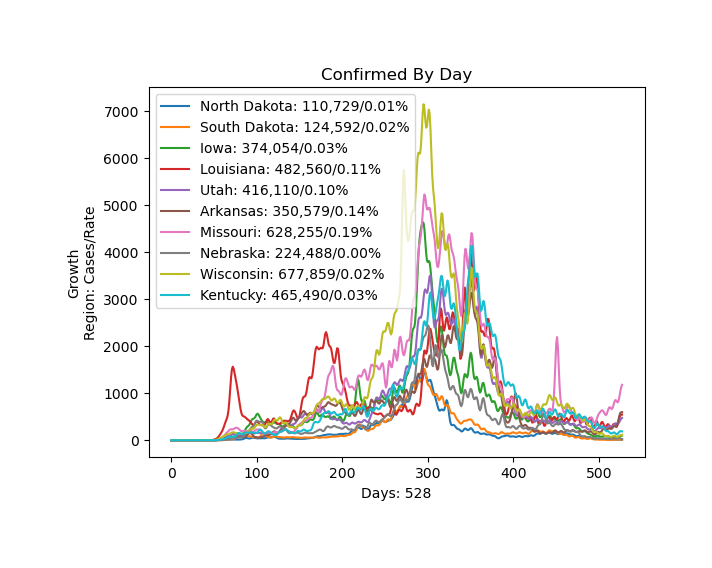 Confirmed By Day
7000
6000
5000
4000
3000
2000
1000
0
Growth
Region: Cases/Rate
North Dakota: 110,729/0.01%
South Dakota: 124,592/0.02%
Iowa: 374,054/0.03%
Louisiana: 482,560/0.11%
Utah: 416,110/0.10%
Arkansas: 350,579/0.14%
Missouri: 628,255/0.19%
Nebraska: 224,488/0.00%
Wisconsin: 677,859/0.02%
Kentucky: 465,490/0.03%
0 100 200 300 400 500
Days: 528